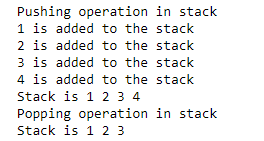 Pushing operation in stack
1 is added to the stack
2 is added to the stack
3 is added to the stack
4 is added to the stack
Stack is 1 2 3 4
Popping operation in stack
Stack is 1 2 3